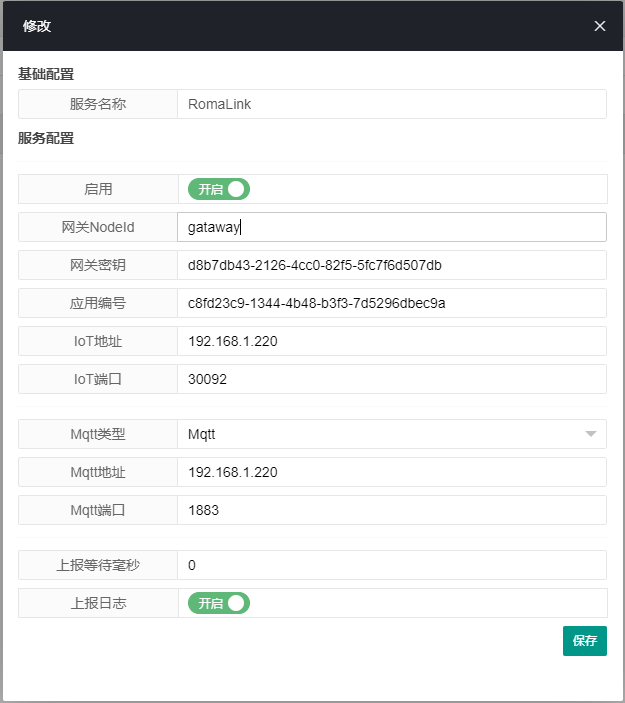 修改
基础配置
服务名称 RomaLink
服务配置
启用 开启
网关NodeId gataway
网关密钥 d8b7db43-2126-4cc0-82f5-5fc7f6d507db
应用编号 c8fd23c9-1344-4b48-b3f3-7d5296dbec9a
IoT地址 192.168.1.220
IoT端口 30092
Mqtt类型 Mqtt
Mqtt地址 192.168.1.220
Mqtt端口 1883
上报等待毫秒 0
上报日志 开启
保存